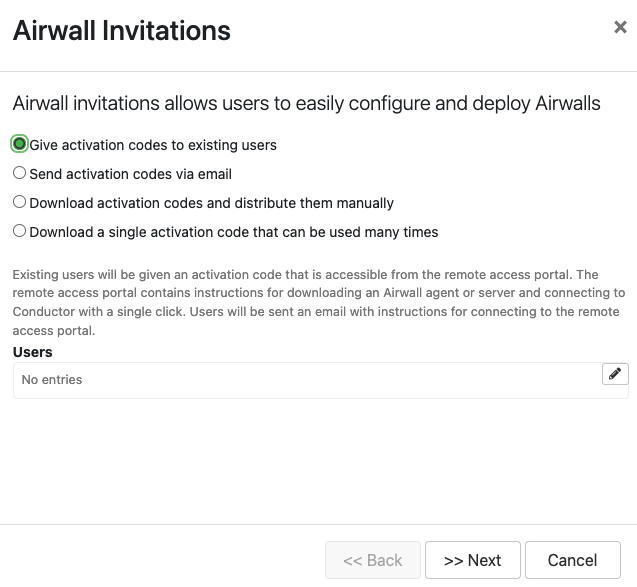 Airwall Invitations
×
Airwall invitations allows users to easily configure and deploy Airwalls
Give activation codes to existing users
Send activation codes via email
Download activation codes and distribute them manually
Download a single activation code that can be used many times
Existing users will be given an activation code that is accessible from the remote access portal. The
remote access portal contains instructions for downloading an Airwall agent or server and connecting to
Conductor with a single click. Users will be sent an email with instructions for connecting to the remote
access portal.
Users
No entries
<< Back
>> Next
Cancel